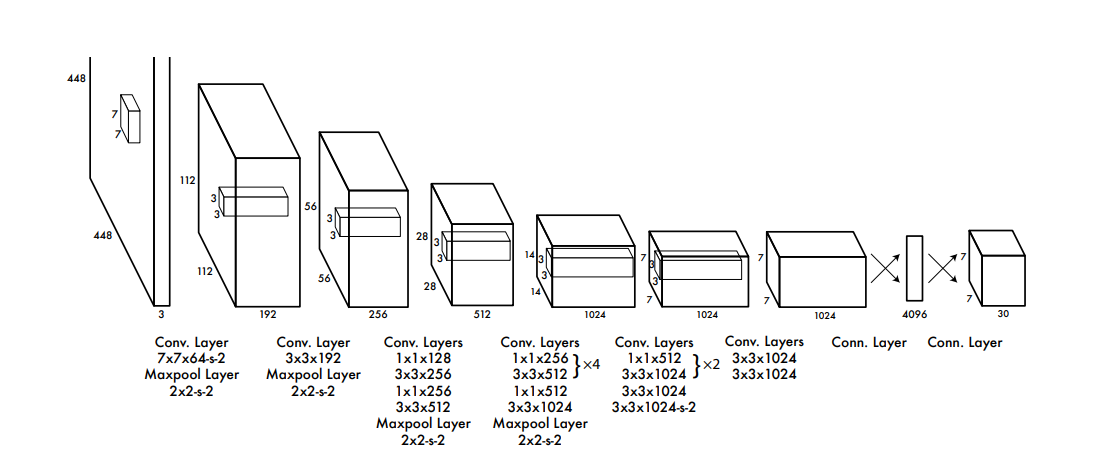 448
7
7
448
3
112
3
3
112
192
56
3
3
56
256
28
3
3
28
512
14
3
3
14
1024
7
3
3
7
1024
7
7
1024
4096
7
7
30
Conv. Layer
7x7x64-s-2
Maxpool Layer
2x2-s-2
Conv. Layer
3x3x192
Maxpool Layer
2x2-s-2
Conv. Layers
1x1x128
3x3x256
1x1x256
3x3x512
Maxpool Layer
2x2-s-2
Conv. Layers
1x1x256
3x3x512
}×4
1x1x512
3x3x1024
Maxpool Layer
2x2-s-2
Conv. Layers
1x1x512
3x3x1024
}×2
3x3x1024
3x3x1024-s-2
Conv. Layers
3x3x1024
3x3x1024
Conn. Layer
Conn. Layer